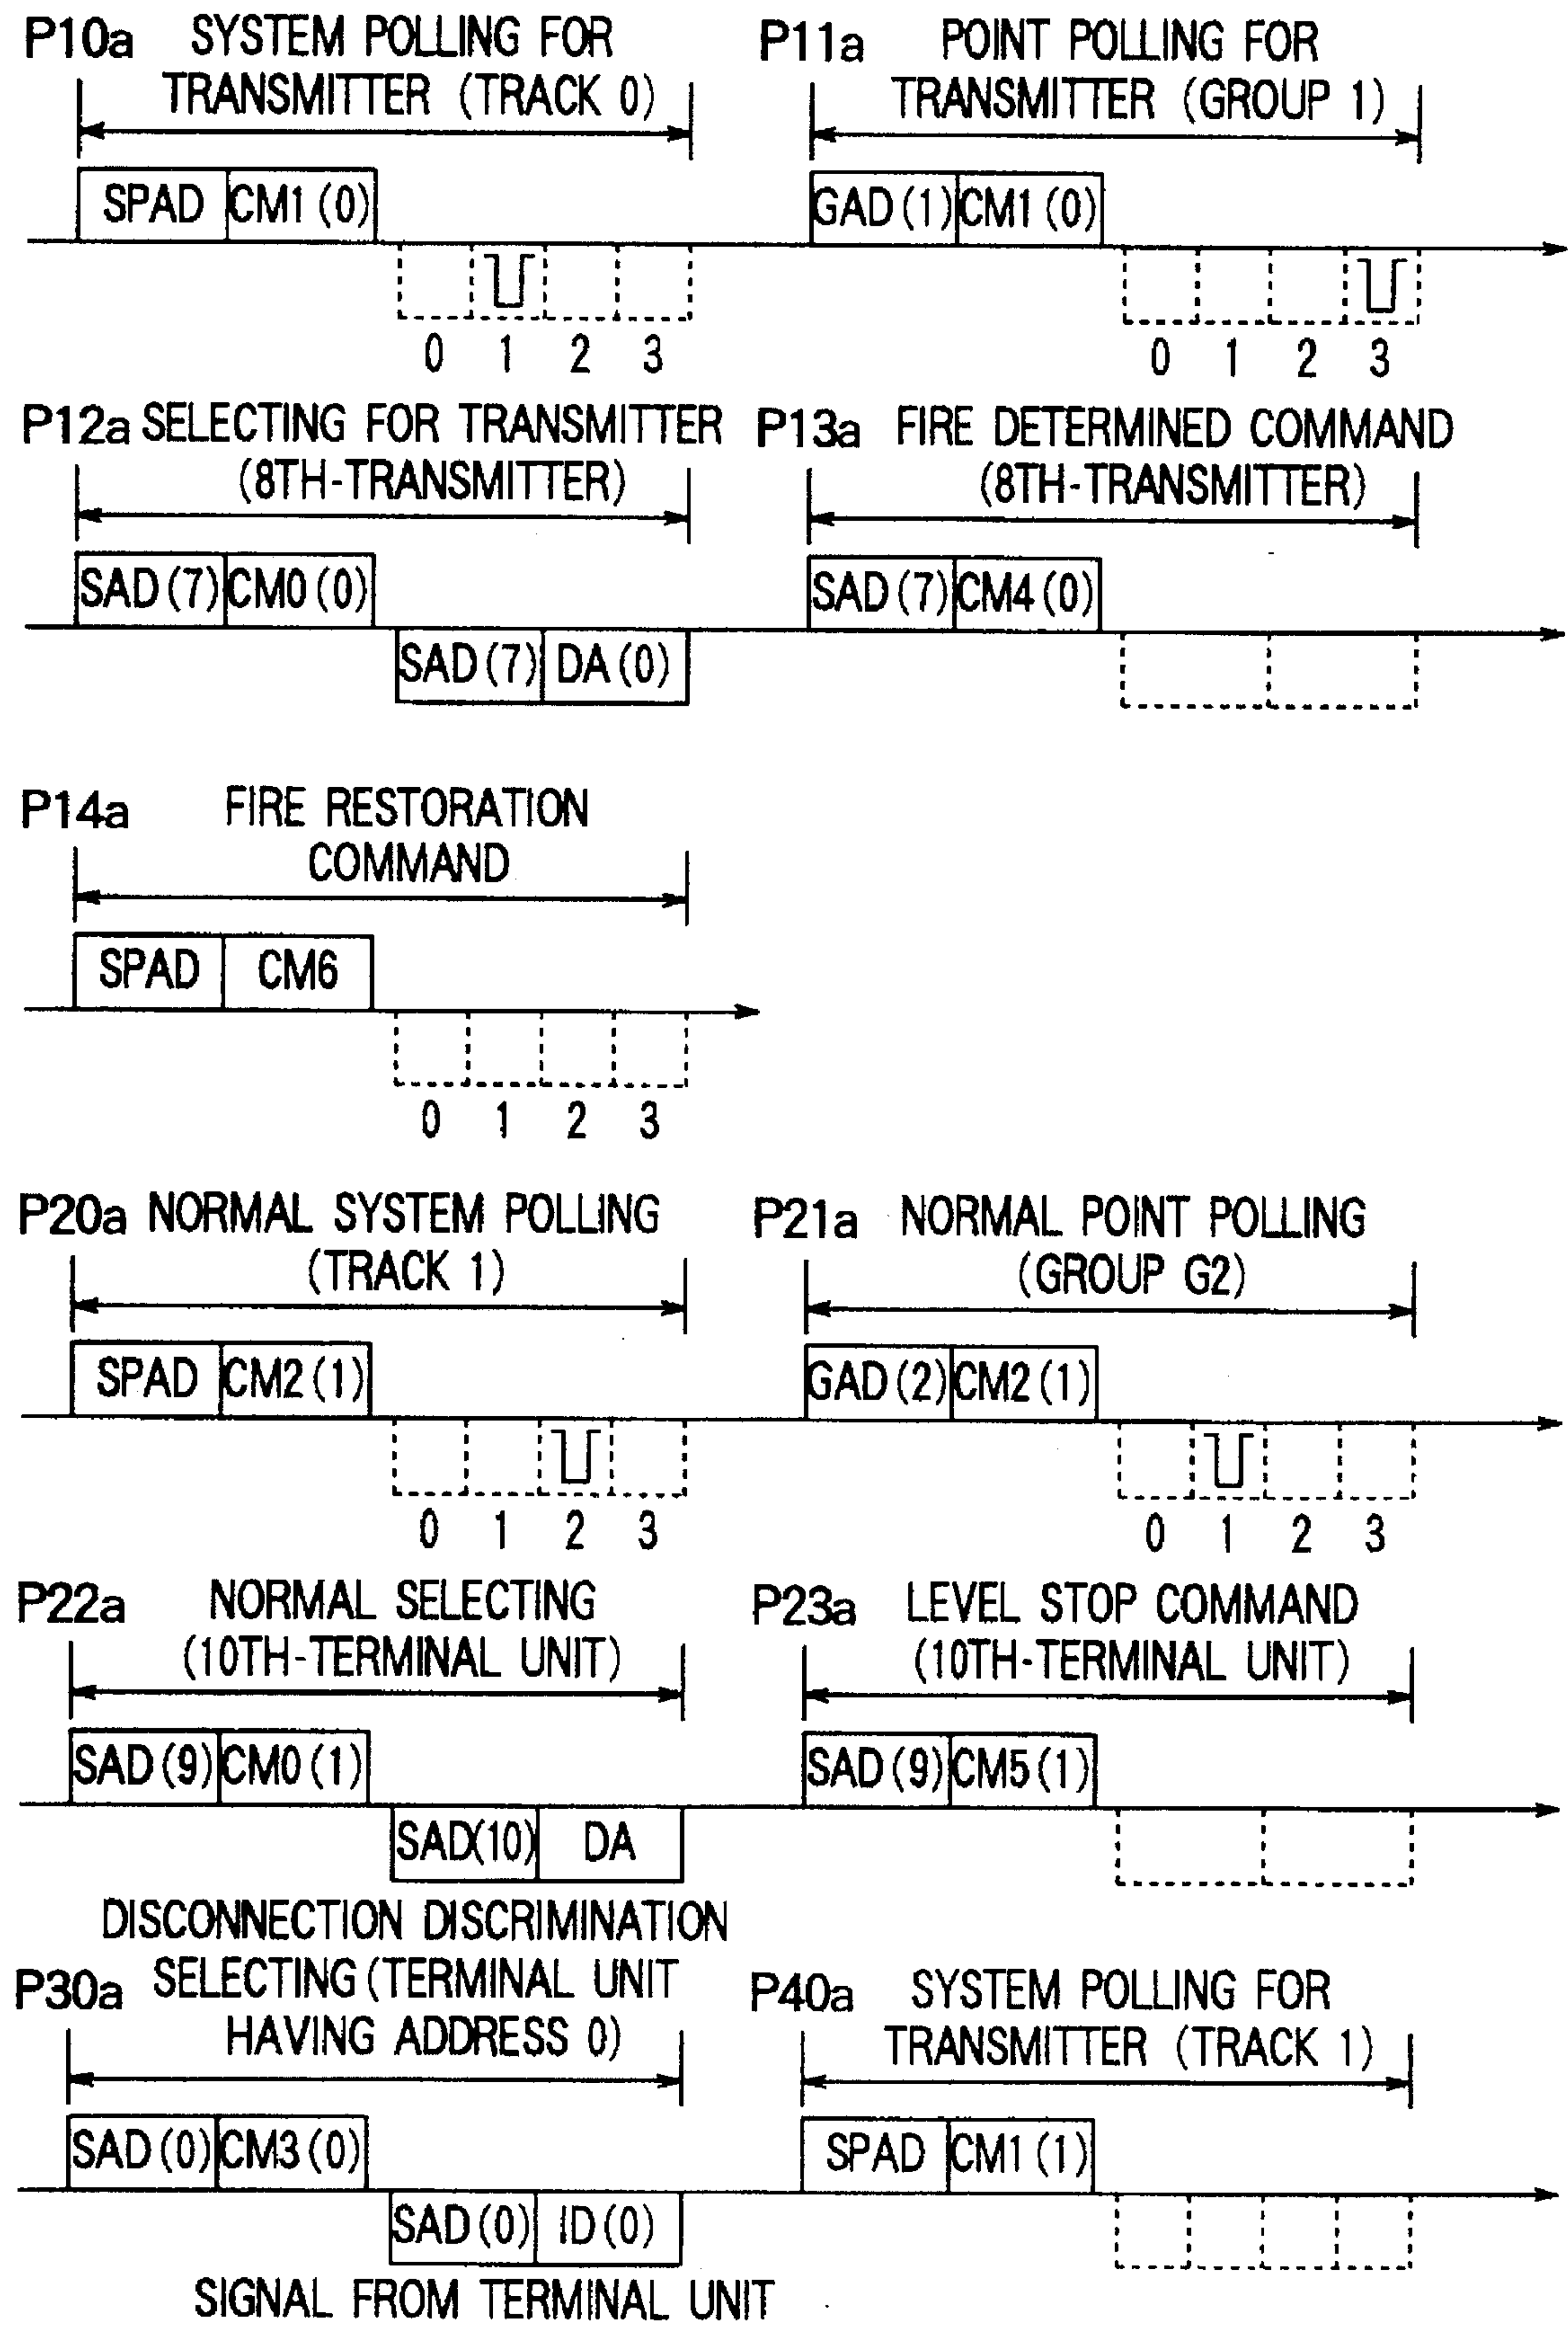 P10a SYSTEM POLLING FOR
TRANSMITTER (TRACK 0)
SPAD CM1(0)
0 1 2 3
P11a POINT POLLING FOR
TRANSMITTER (GROUP 1)
GAD(1) CM1(0)
0 1 2 3
P12a SELECTING FOR TRANSMITTER
(8TH-TRANSMITTER)
SAD(7) CM0(0)
SAD(7) DA(0)
P13a FIRE DETERMINED COMMAND
(8TH-TRANSMITTER)
SAD(7) CM4(0)
P14a FIRE RESTORATION
COMMAND
SPAD CM6
0 1 2 3
P20a NORMAL SYSTEM POLLING
(TRACK 1)
SPAD CM2(1)
0 1 2 3
P21a NORMAL POINT POLLING
(GROUP G2)
GAD(2) CM2(1)
0 1 2 3
P22a NORMAL SELECTING
(10TH-TERMINAL UNIT)
SAD(9) CM0(1)
SAD(10) DA
P23a LEVEL STOP COMMAND
(10TH-TERMINAL UNIT)
SAD(9) CM5(1)
DISCONNECTION DISCRIMINATION
P30a SELECTING (TERMINAL UNIT
HAVING ADDRESS 0)
SAD(0) CM3(0)
SAD(0) ID(0)
SIGNAL FROM TERMINAL UNIT
P40a SYSTEM POLLING FOR
TRANSMITTER (TRACK 1)
SPAD CM1(1)